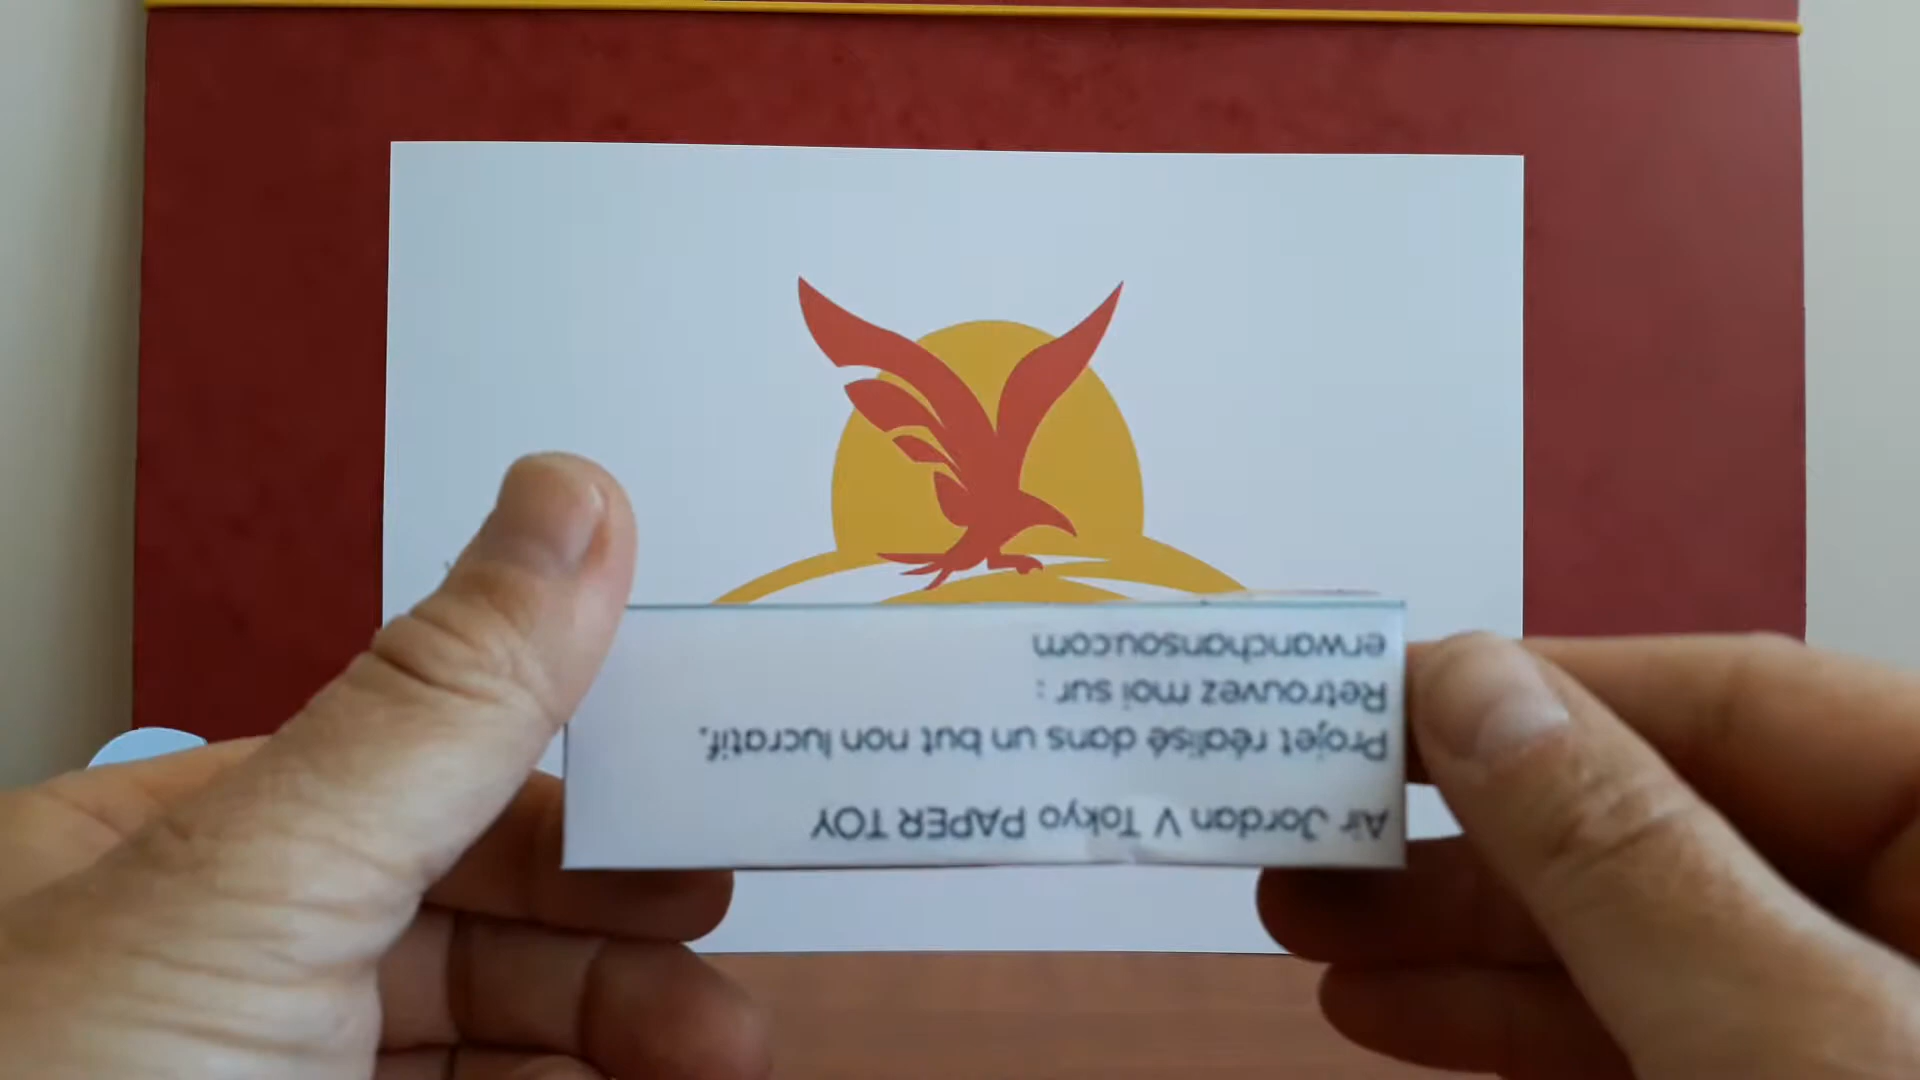 Air Jordan V Tokyo PAPER TOY
Projet réalisé dans un but non lucratif.
Retrouvez moi sur :
erwanchansou.com